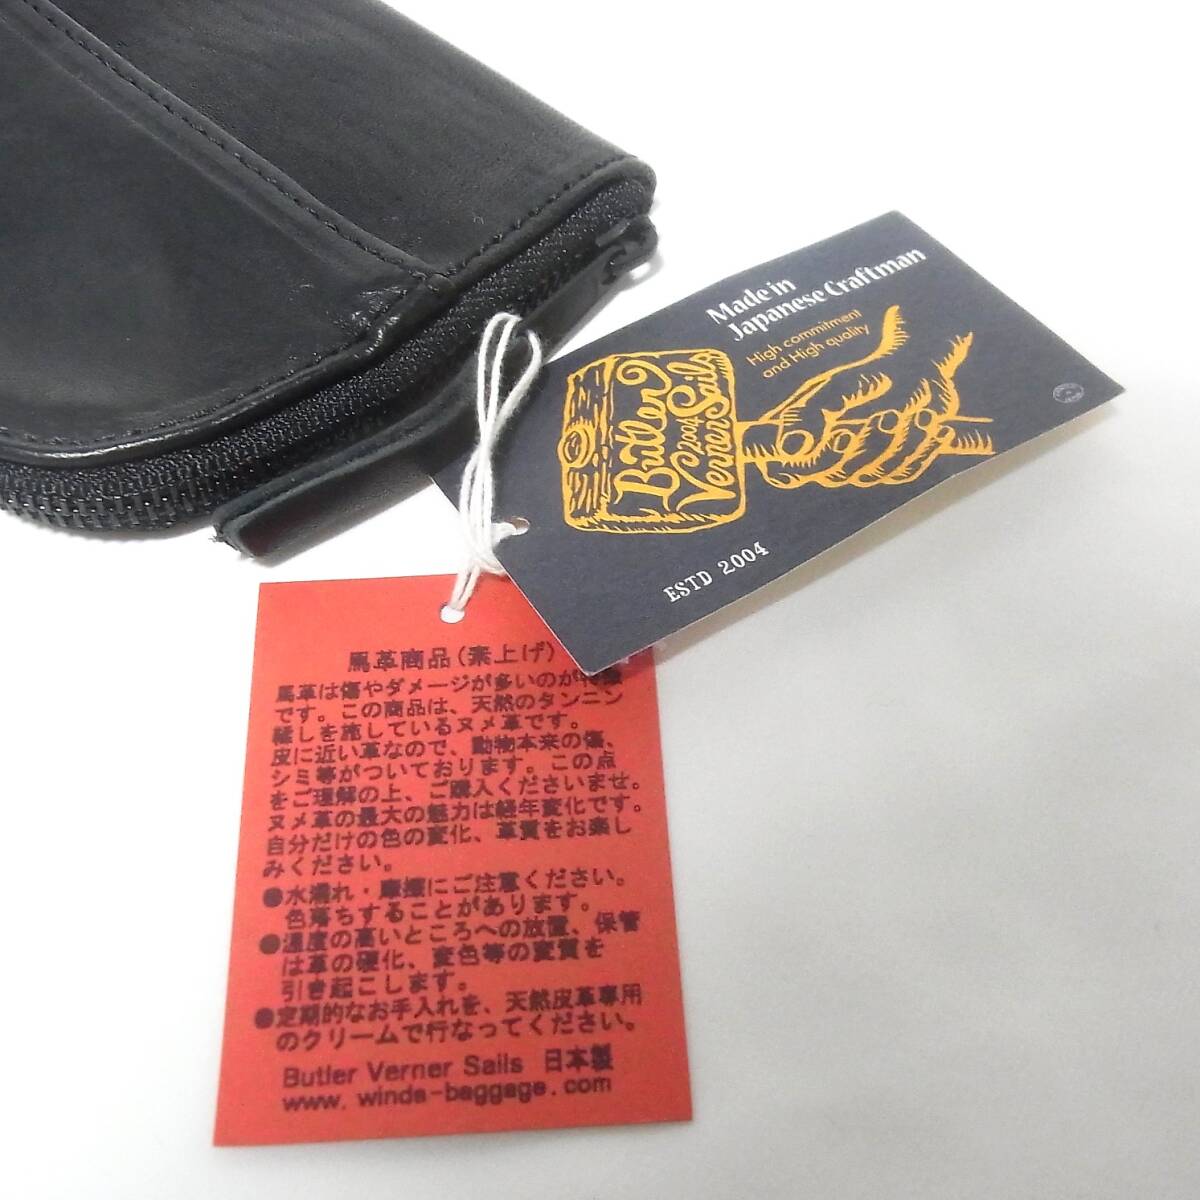 Made in
Japanese Craftman
High commitment
and High quality
Butler
2004
Verner Sails
ESTD 2004
馬革商品(素上げ)
馬革は傷やダメージが多いのが特徴
です。この商品は、天然のタンニン
鞣しを施しているヌメ革です。
皮に近い革なので、動物本来の傷、
シミ等がついております。この点
をご理解の上、ご購入くださいませ。
ヌメ革の最大の魅力は経年変化です。
自分だけの色の変化、革質をお楽し
みください。
●水濡れ・摩擦にご注意ください。
色落ちすることがあります。
●温度の高いところへの放置、保管
は革の硬化、変色等の変質を
引き起こします。
●定期的なお手入れを、天然皮革専用
のクリームで行なってください。
Butler Verner Sails 日本製
www.winds-baggage.com